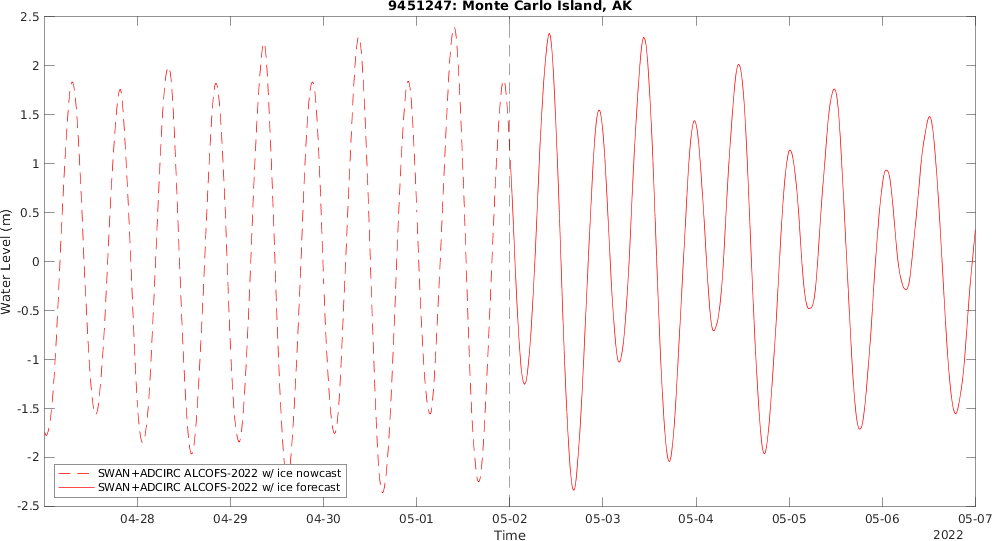 9451247: Monte Carlo Island, AK
2.5
2
1.5
1
0.5
0
-0.5
-1
-1.5
-2
-2.5
Water Level (m)
SWAN+ADCIRC ALCOFS-2022 w/ ice nowcast
SWAN+ADCIRC ALCOFS-2022 w/ ice forecast
04-28 04-29 04-30 05-01 05-02 05-03 05-04 05-05 05-06 05-07
Time
2022